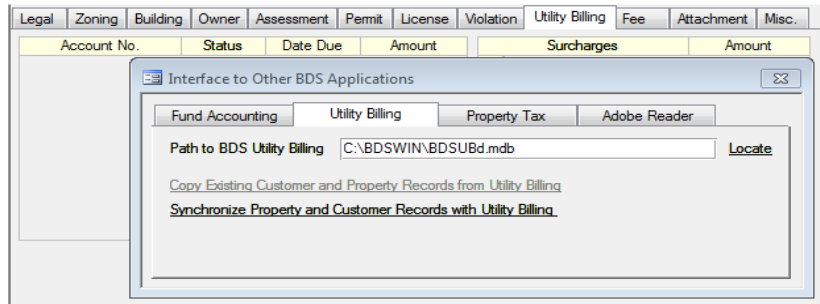 Legal Zoning Building Owner Assessment Permit License Violation Utility Billing Fee Attachment Misc.
Account No. Status Date Due Amount Surcharges Amount
Interface to Other BDS Applications
Fund Accounting Utility Billing Property Tax Adobe Reader
Path to BDS Utility Billing C:\BDSWIN\BDSUBd.mdb Locate
Copy Existing Customer and Property Records from Utility Billing
Synchronize Property and Customer Records with Utility Billing